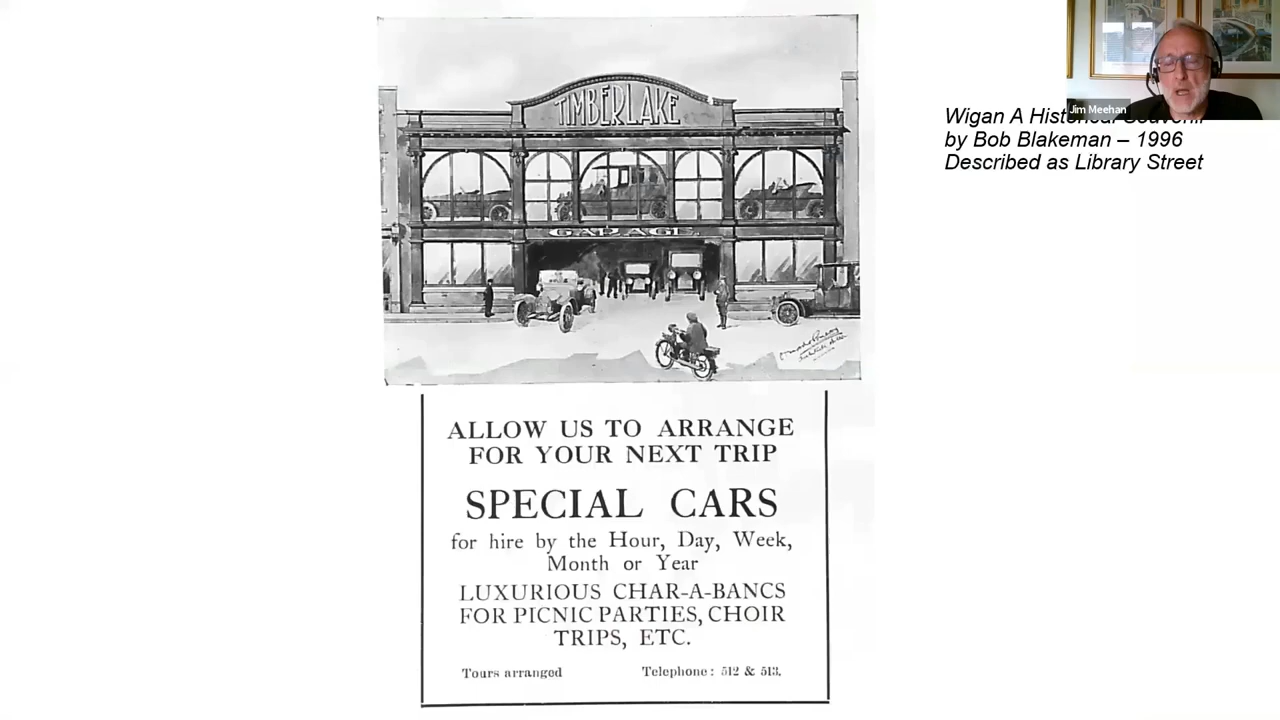 TIMBERLAKE
GARAGE
ALLOW US TO ARRANGE
FOR YOUR NEXT TRIP
SPECIAL CARS
for hire by the Hour, Day, Week,
Month or Year
LUXURIOUS CHAR-A-BANCS
FOR PICNIC PARTIES, CHOIR
TRIPS, ETC.
Tours arranged Telephone: 512 & 513.
Jim Meehan
Wigan A Historical Souvenir
by Bob Blakeman – 1996
Described as Library Street